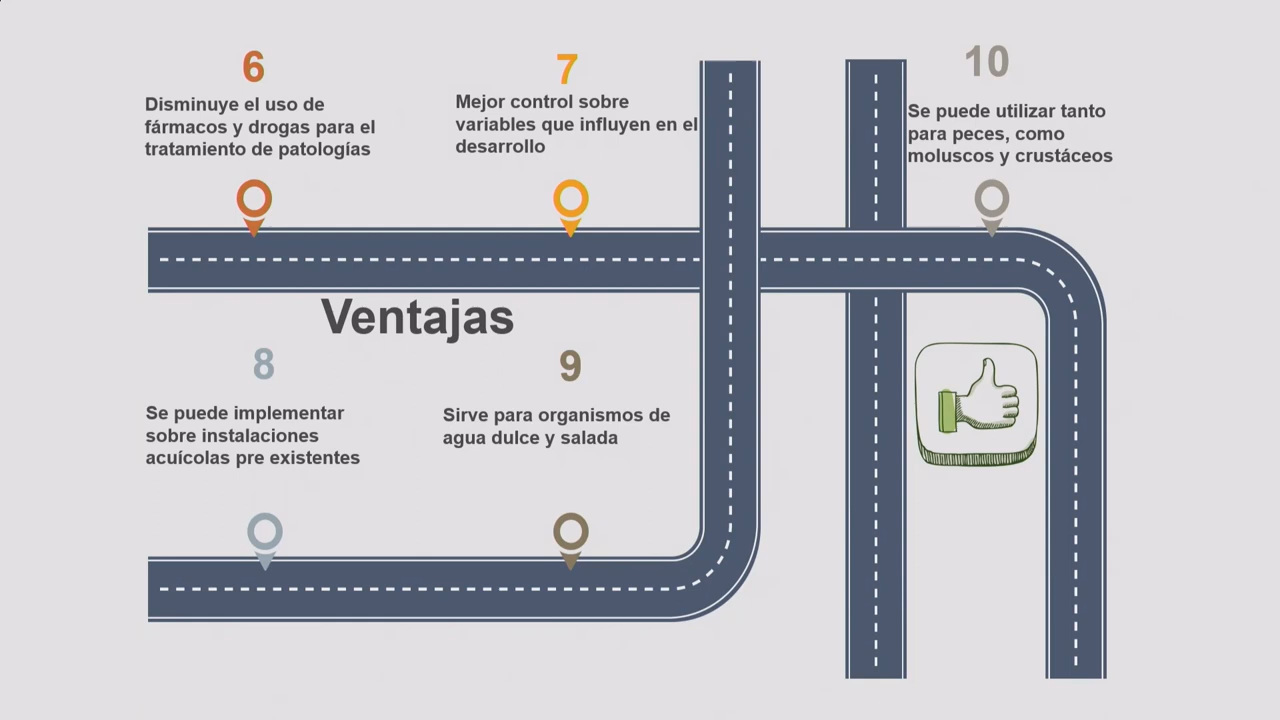 6
Disminuye el uso de
fármacos y drogas para el
tratamiento de patologías
7
Mejor control sobre
variables que influyen en el
desarrollo
10
Se puede utilizar tanto
para peces, como
moluscos y crustáceos
Ventajas
8
Se puede implementar
sobre instalaciones
acuícolas pre existentes
9
Sirve para organismos de
agua dulce y salada